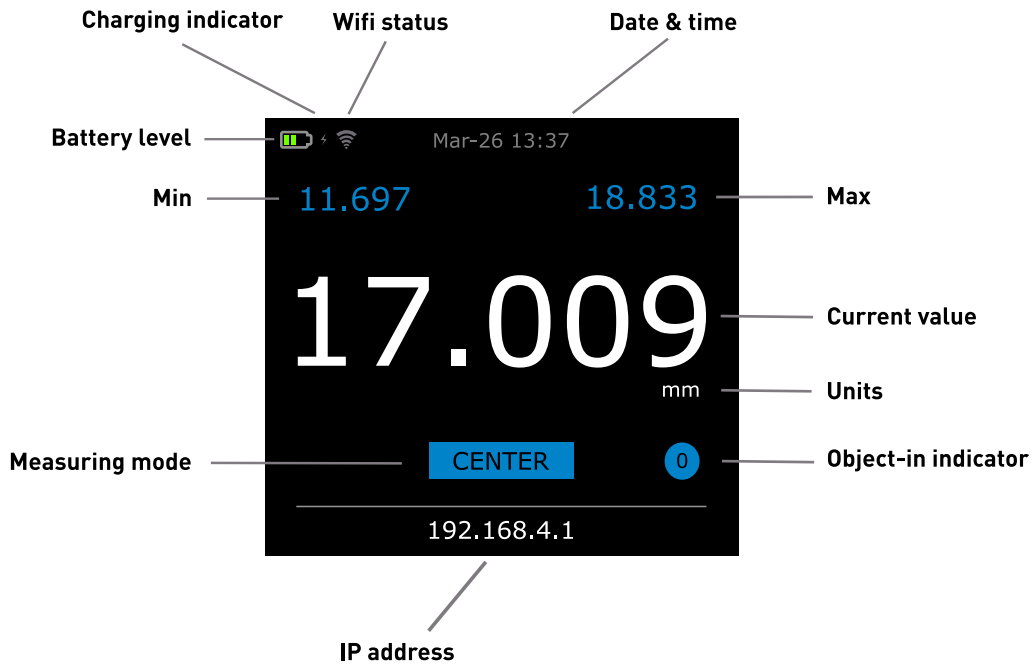 Charging indicator
Wifi status
Date & time
Battery level
Mar-26 13:37
Min
11.697
18.833
Max
17.009
Current value
mm
Units
Measuring mode
CENTER
0
Object-in indicator
192.168.4.1
IP address